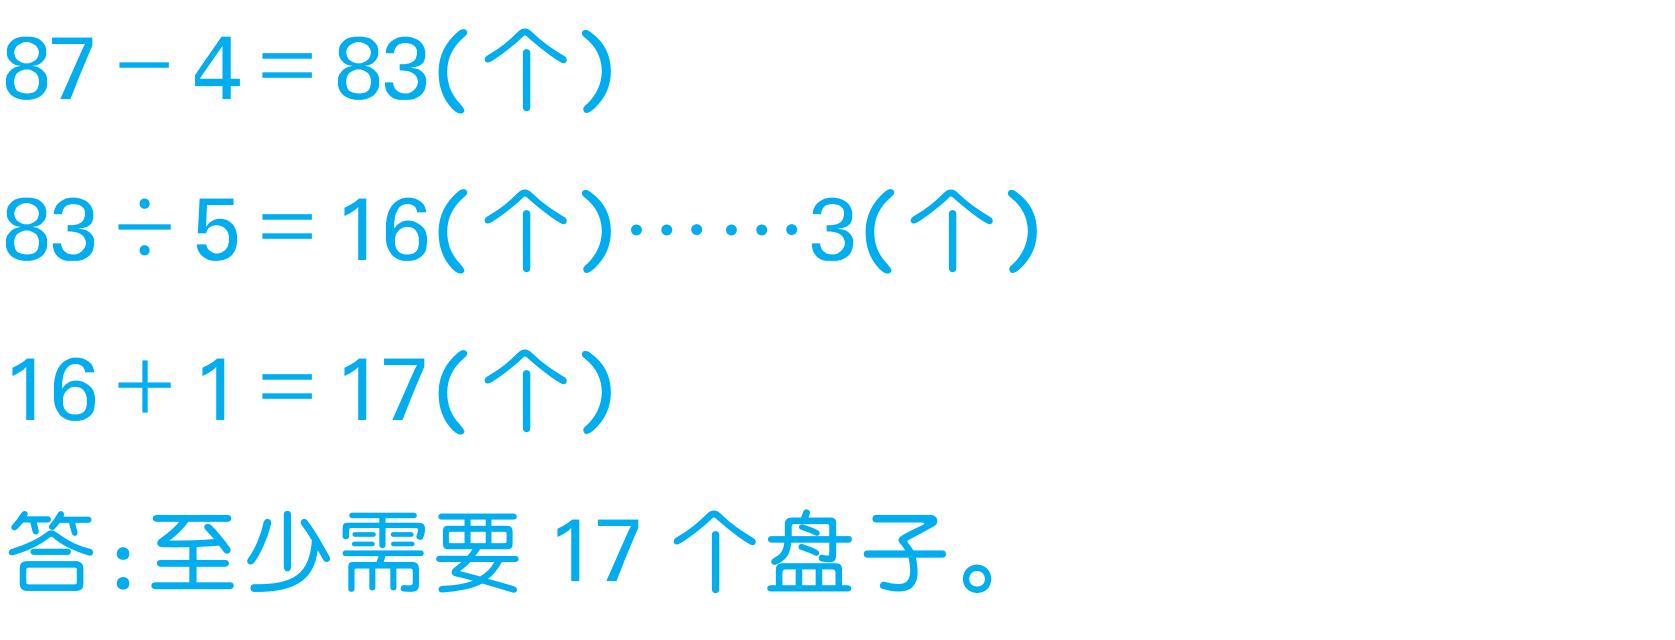 87 − 4 = 83(个)
83 ÷ 5 = 16(个)……3(个)
16 + 1 = 17(个)
答:至少需要 17 个盘子。